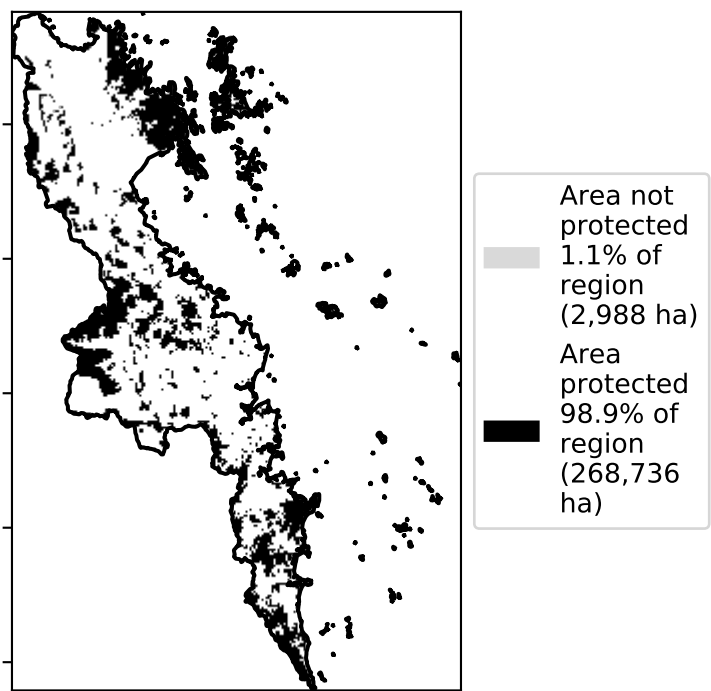 Area not
protected
1.1% of
region
(2,988 ha)
Area
protected
98.9% of
region
(268,736
ha)